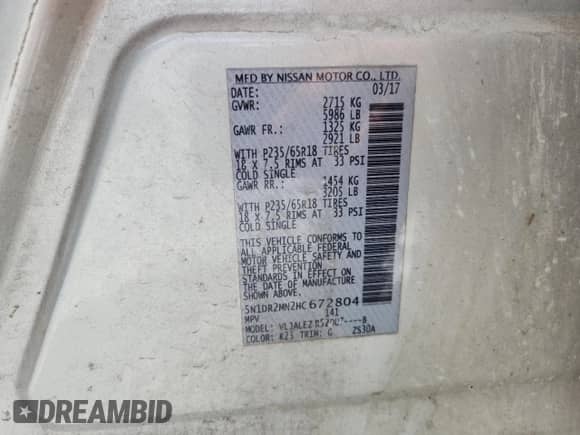 MFD BY NISSAN MOTOR CO., LTD.
DATE: 03/17
GVWR: 2715 KG
5986 LB
GAWR FR.: 1325 KG
2921 LB
WITH P235/65R18 TIRES
18 X 7.5 RIMS AT 33 PSI
COLD SINGLE
GAWR RR.: 1454 KG
3205 LB
WITH P235/65R18 TIRES
18 X 7.5 RIMS AT 33 PSI
COLD SINGLE
THIS VEHICLE CONFORMS TO
ALL APPLICABLE FEDERAL
MOTOR VEHICLE SAFETY AND
THEFT PREVENTION
STANDARDS IN EFFECT ON
THE DATE OF MANUFACTURE
SHOWN ABOVE.
5N1DR2MN2HC672804
MPV 141
MODEL:
COLOR: K23 TRIM: G ZS30A
DREAMBID